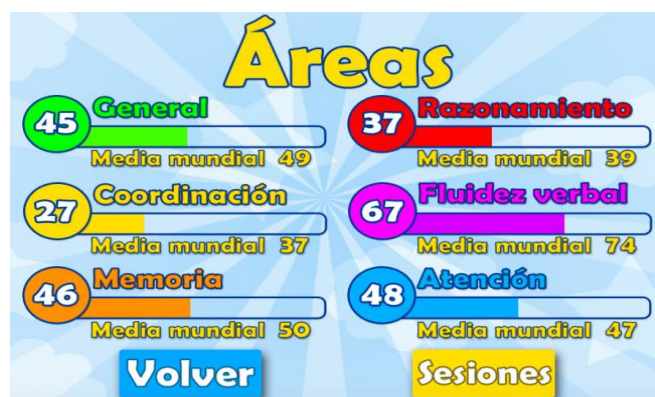 Áreas
45 General
Media mundial 49
37 Razonamiento
Media mundial 39
27 Coordinación
Media mundial 37
67 Fluidez verbal
Media mundial 74
46 Memoria
Media mundial 50
48 Atención
Media mundial 47
Volver
Sesiones